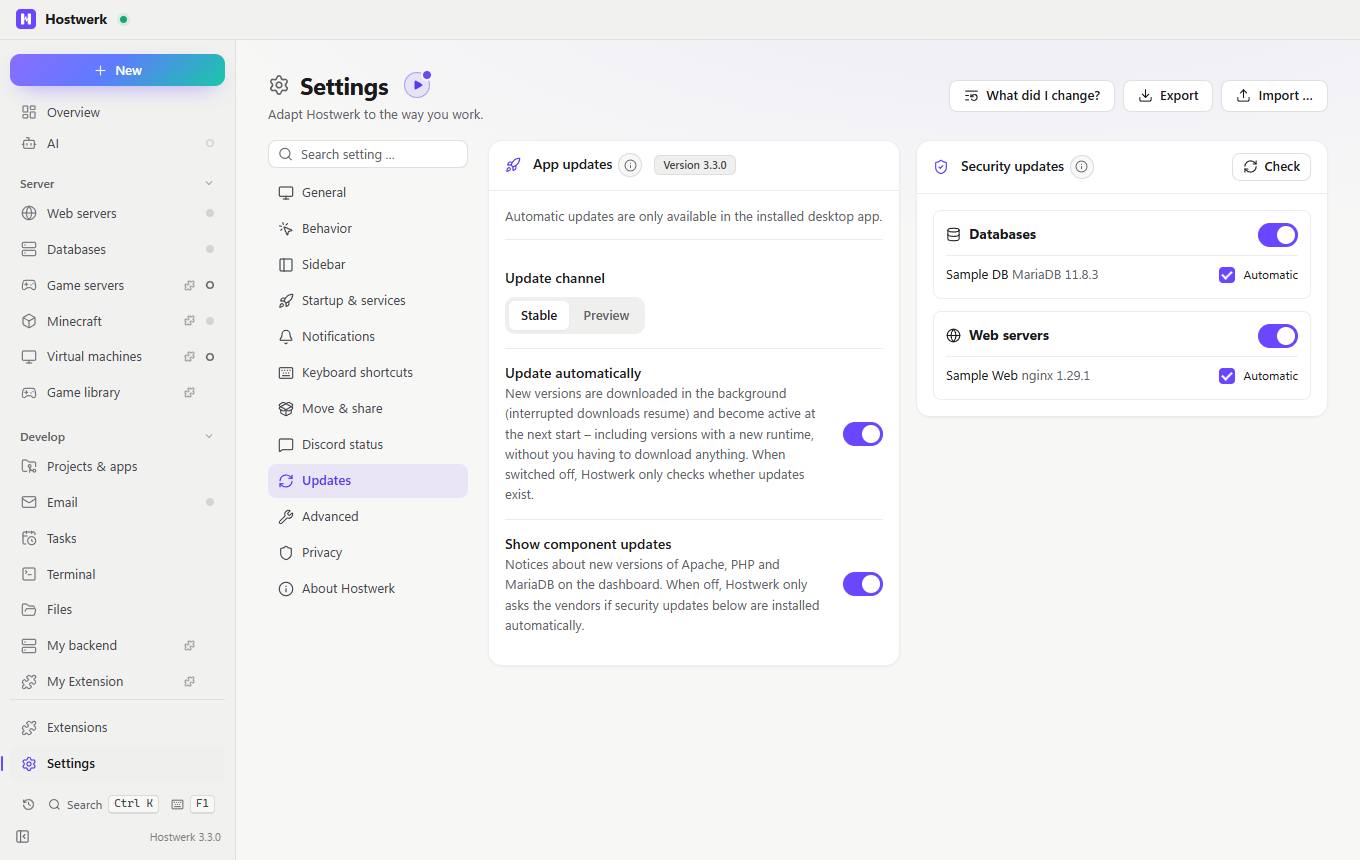 Hostwerk
New
Overview
AI
Server
Web servers
Databases
Game servers
Minecraft
Virtual machines
Game library
Develop
Projects & apps
Email
Tasks
Terminal
Files
My backend
My Extension
Extensions
Settings
Search Ctrl K F1
Hostwerk 3.3.0
Settings
Adapt Hostwerk to the way you work.
What did I change?
Export
Import ...
Search setting ...
General
Behavior
Sidebar
Startup & services
Notifications
Keyboard shortcuts
Move & share
Discord status
Updates
Advanced
Privacy
About Hostwerk
App updates Version 3.3.0
Automatic updates are only available in the installed desktop app.
Update channel
Stable Preview
Update automatically
New versions are downloaded in the background
(interrupted downloads resume) and become active at
the next start – including versions with a new runtime,
without you having to download anything. When
switched off, Hostwerk only checks whether updates
exist.
Show component updates
Notices about new versions of Apache, PHP and
MariaDB on the dashboard. When off, Hostwerk only
asks the vendors if security updates below are installed
automatically.
Security updates Check
Databases
Sample DB MariaDB 11.8.3 Automatic
Web servers
Sample Web nginx 1.29.1 Automatic